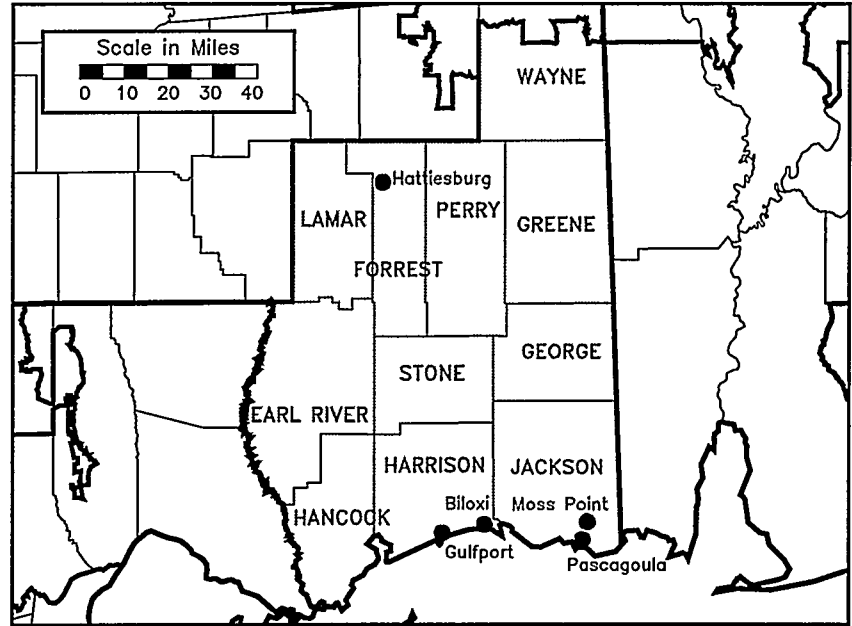 Scale in Miles
0 10 20 30 40
WAYNE
Hattiesburg
LAMAR
PERRY
GREENE
FORREST
GEORGE
STONE
EARL RIVER
HARRISON
JACKSON
Biloxi
Moss Point
HANCOCK
Gulfport
Pascagoula